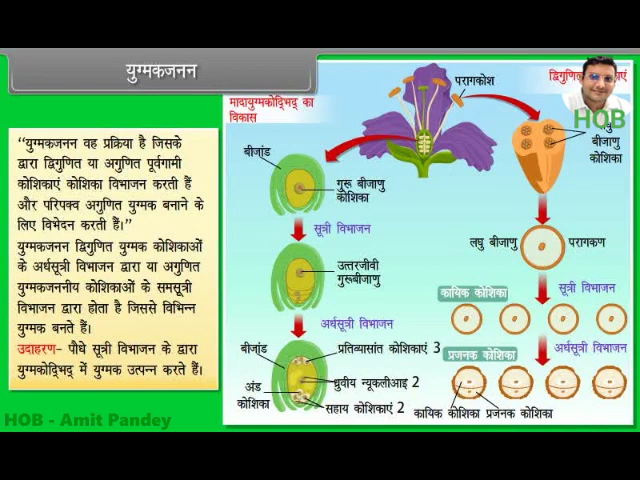 युग्मकजनन
“युग्मकजनन वह प्रक्रिया है जिसके
द्वारा द्विगुणित या अगुणित पूर्वगामी
कोशिकाएं कोशिका विभाजन करती हैं
और परिपक्व अगुणित युग्मक बनाने के
लिए विभेदन करती हैं।”
युग्मकजनन द्विगुणित युग्मक कोशिकाओं
के अर्धसूत्री विभाजन द्वारा या अगुणित
युग्मकजननीय कोशिकाओं के समसूत्री
विभाजन द्वारा होता है जिससे विभिन्न
युग्मक बनते हैं।
उदाहरण- पौधे सूत्री विभाजन के द्वारा
युग्मकोद्भिद् में युग्मक उत्पन्न करते हैं।
HOB - Amit Pandey
मादायुग्मकोद्भिद् का
विकास
बीजांड
गुरू बीजाणु
कोशिका
सूत्री विभाजन
उत्तरजीवी
गुरूबीजाणु
अर्धसूत्री विभाजन
बीजांड
प्रतिव्यासांत कोशिकाएं 3
ध्रुवीय न्यूकलीआइ 2
अंड
कोशिका
सहाय कोशिकाएं 2
परागकोश
HOB
बीजाणु
कोशिका
लघु बीजाणु
परागकण
सूत्री विभाजन
कायिक कोशिका
अर्धसूत्री विभाजन
प्रजनक कोशिका
कायिक कोशिका प्रजनक कोशिका